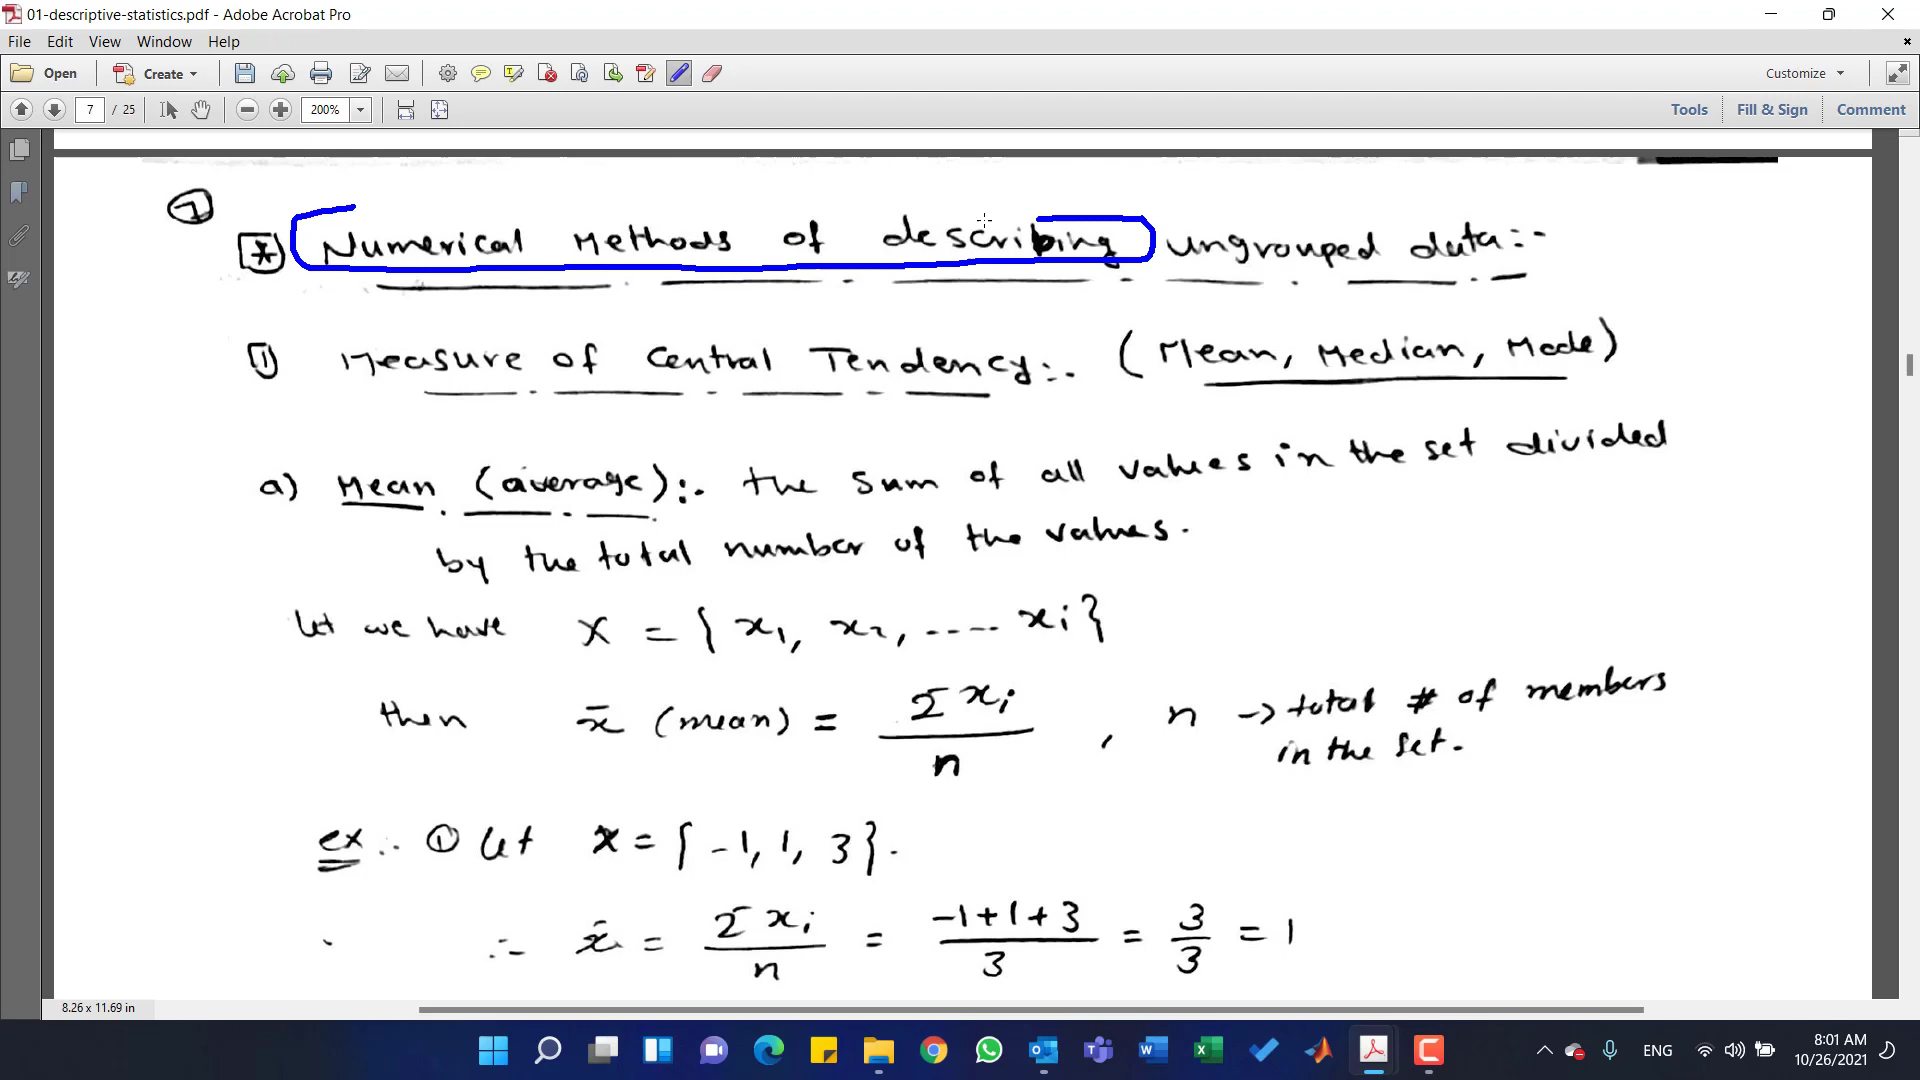 01-descriptive-statistics.pdf - Adobe Acrobat Pro
File Edit View Window Help
Open Create Customize
7 / 25 200% Tools Fill & Sign Comment
7
* Numerical Methods of describing ungrouped data:-
1 Measure of Central Tendency:. (Mean, Median, Mode)
a) Mean (average):. the sum of all values in the set divided
by the total number of the values.
let we have X = { x1, x2, ..... xi }
then x̄ (mean) = Σxi / n , n -> total # of members
in the set.
ex:. ① let x = { -1, 1, 3 }.
∴ x̄ = Σxi / n = -1+1+3 / 3 = 3/3 = 1
8.26 x 11.69 in
ENG 8:01 AM
10/26/2021